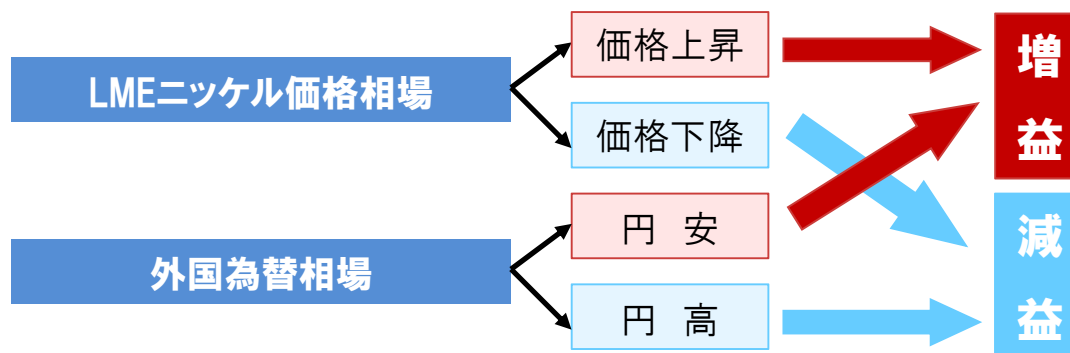 LMEニッケル価格相場
価格上昇
価格下降
外国為替相場
円 安
円 高
増益
減益